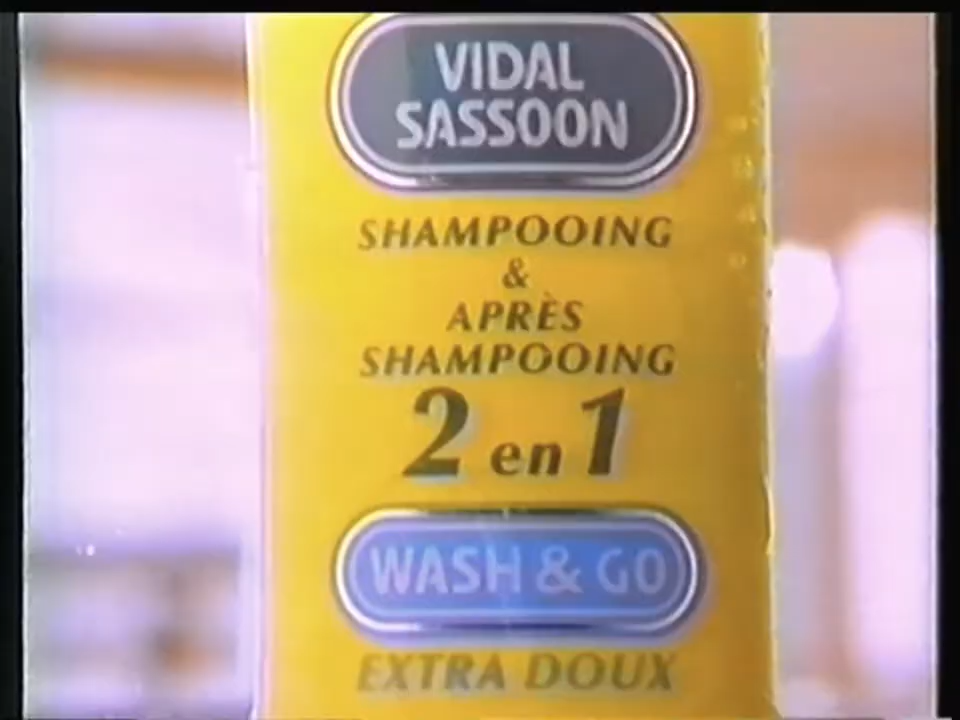 VIDAL
SASSOON
SHAMPOOING
&
APRÈS
SHAMPOOING
2 en 1
WASH & GO
EXTRA DOUX